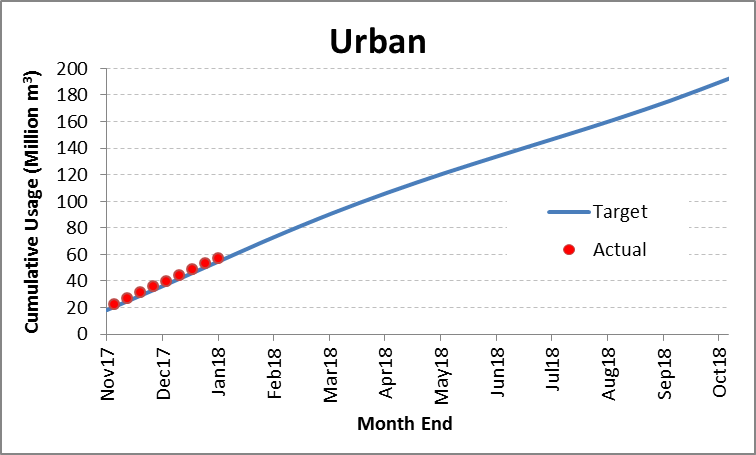 Urban
Cumulative Usage (Million m³)
200
180
160
140
120
100
80
60
40
20
0
Target
Actual
Nov17
Dec17
Jan18
Feb18
Mar18
Apr18
May18
Jun18
Jul18
Aug18
Sep18
Oct18
Month End